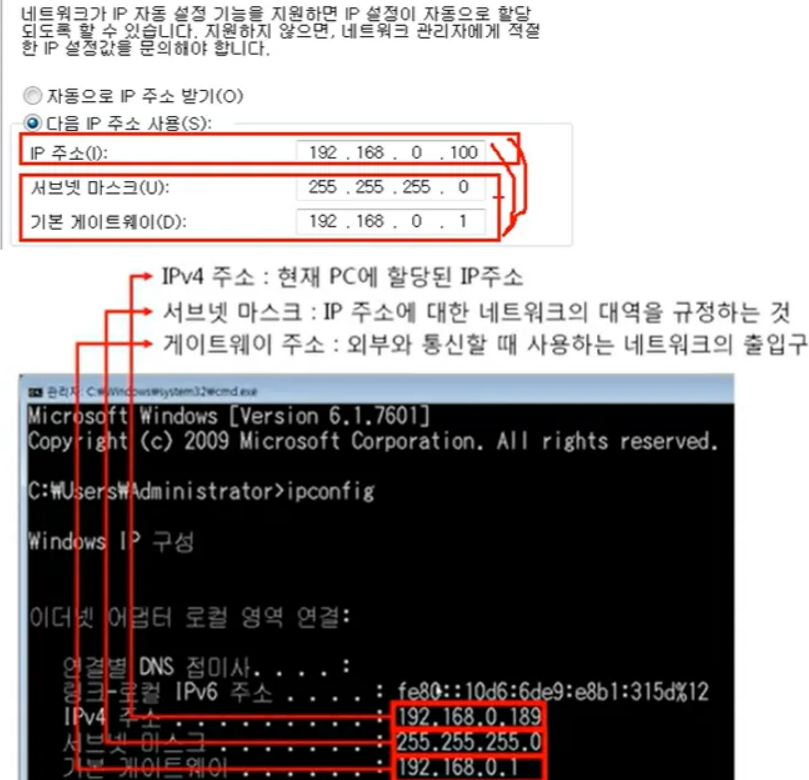 네트워크가 IP 자동 설정 기능을 지원하면 IP 설정이 자동으로 할당
되도록 할 수 있습니다. 지원하지 않으면, 네트워크 관리자에게 적절
한 IP 설정값을 문의해야 합니다.
자동으로 IP 주소 받기(O)
다음 IP 주소 사용(S):
IP 주소(I): 192 . 168 . 0 . 100
서브넷 마스크(U): 255 . 255 . 255 . 0
기본 게이트웨이(D): 192 . 168 . 0 . 1
IPv4 주소 : 현재 PC에 할당된 IP주소
서브넷 마스크 : IP 주소에 대한 네트워크의 대역을 규정하는 것
게이트웨이 주소 : 외부와 통신할 때 사용하는 네트워크의 출입구
관리자: C:₩Windows₩system32₩cmd.exe
Microsoft Windows [Version 6.1.7601]
Copyright (c) 2009 Microsoft Corporation. All rights reserved.
C:₩Users₩Administrator>ipconfig
Windows IP 구성
이더넷 어댑터 로컬 영역 연결:
연결별 DNS 접미사. . . . :
링크-로컬 IPv6 주소 . . . . : fe80::10d6:6de9:e8b1:315d%12
IPv4 주소 . . . . . . . . . : 192.168.0.189
서브넷 마스크 . . . . . . . : 255.255.255.0
기본 게이트웨이 . . . . . . : 192.168.0.1